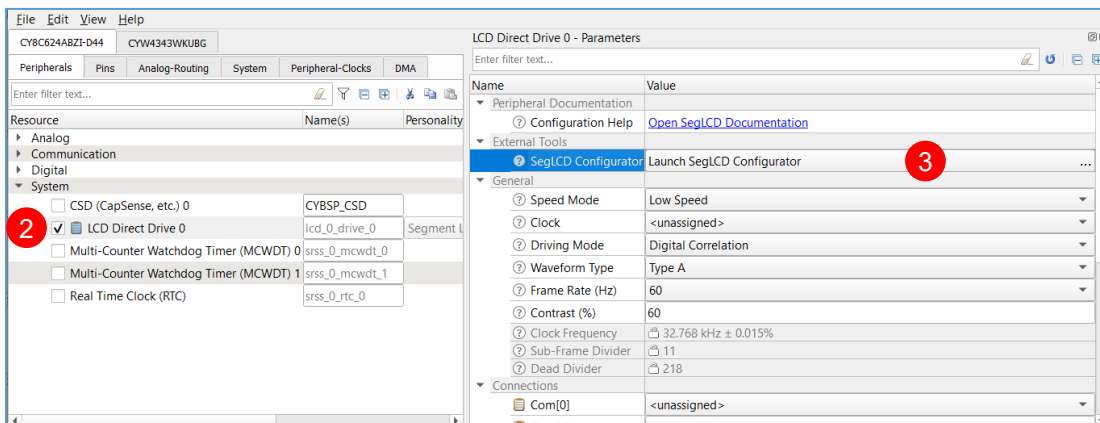 File Edit View Help
CY8C624ABZI-D44 CYW4343WKUBG
Peripherals Pins Analog-Routing System Peripheral-Clocks DMA
Enter filter text...
Resource Name(s) Personality
Analog
Communication
Digital
System
CSD (CapSense, etc.) 0 CYBSP_CSD
2 LCD Direct Drive 0 lcd_0_drive_0 Segment L
Multi-Counter Watchdog Timer (MCWDT) 0 srss_0_mcwdt_0
Multi-Counter Watchdog Timer (MCWDT) 1 srss_0_mcwdt_1
Real Time Clock (RTC) srss_0_rtc_0
LCD Direct Drive 0 - Parameters
Enter filter text...
Name Value
Peripheral Documentation
Configuration Help Open SegLCD Documentation
External Tools
SegLCD Configurator Launch SegLCD Configurator 3 ...
General
Speed Mode Low Speed
Clock <unassigned>
Driving Mode Digital Correlation
Waveform Type Type A
Frame Rate (Hz) 60
Contrast (%) 60
Clock Frequency 32.768 kHz ± 0.015%
Sub-Frame Divider 11
Dead Divider 218
Connections
Com[0] <unassigned>